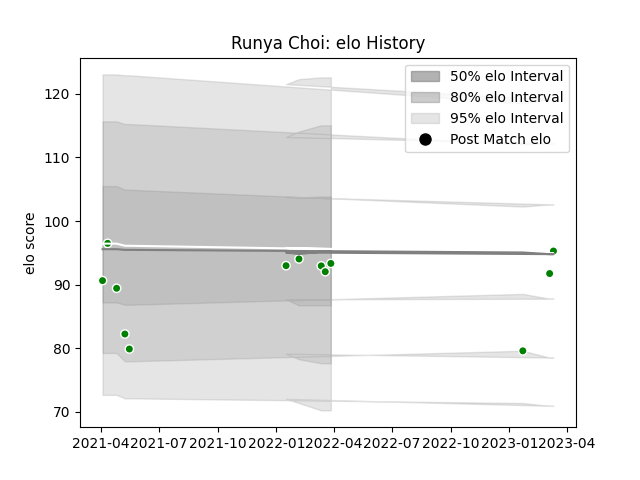 Runya Choi: elo History
50% elo Interval
80% elo Interval
95% elo Interval
Post Match elo
elo score
120
110
100
90
80
70
2021-04 2021-07 2021-10 2022-01 2022-04 2022-07 2022-10 2023-01 2023-04